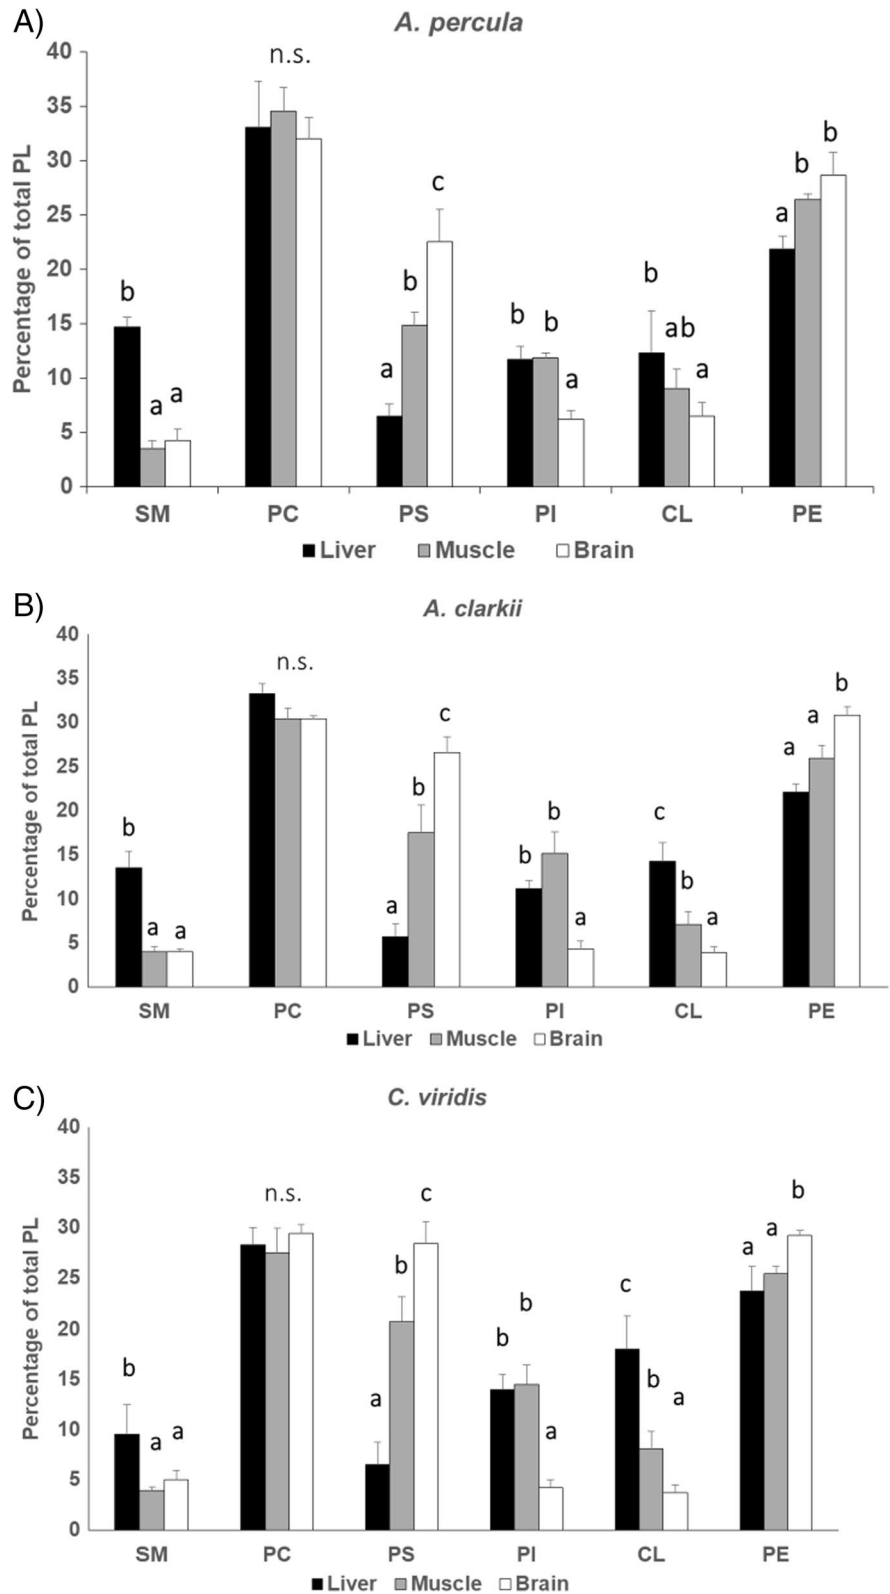 A)
A. percula
Percentage of total PL
40
35
30
25
20
15
10
5
0
n.s.
b
a
a
a
b
c
b
b
a
b
ab
a
a
b
b
SM PC PS PI CL PE
Liver Muscle Brain
B)
A. clarkii
Percentage of total PL
40
35
30
25
20
15
10
5
0
n.s.
b
a
a
a
b
c
b
b
a
c
b
a
a
a
b
SM PC PS PI CL PE
Liver Muscle Brain
C)
C. viridis
Percentage of total PL
40
35
30
25
20
15
10
5
0
n.s.
b
a
a
a
b
c
b
b
a
c
b
a
a
a
b
SM PC PS PI CL PE
Liver Muscle Brain